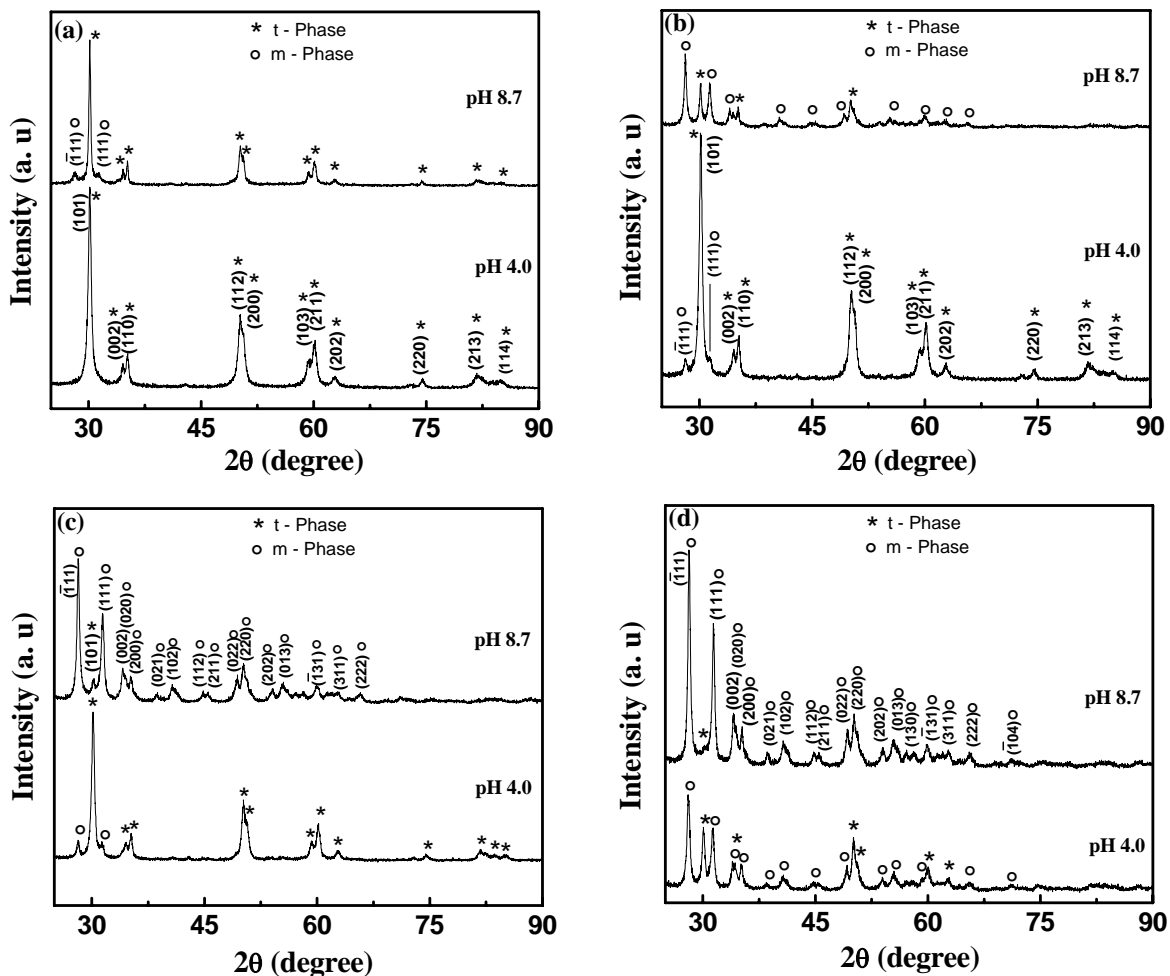 (a)
* t - Phase
o m - Phase
pH 8.7
(1̄11) o
*
(111) o
* * * * * * * * * *
pH 4.0
(101) *
(002) *
(110) *
(112) *
(200) *
(103) *
(211) *
(202) *
(220) *
(213) *
(114) *
Intensity (a. u)
30 45 60 75 90
2θ (degree)
(b)
* t - Phase
o m - Phase
pH 8.7
o * o o * o o o * o o o o
pH 4.0
(1̄11) o
*
(101)
(111) o
(002) *
(110) *
(112) *
(200) *
(103) *
(211) *
(202) *
(220) *
(213) *
(114) *
Intensity (a. u)
30 45 60 75 90
2θ (degree)
(c)
* t - Phase
o m - Phase
pH 8.7
(1̄11) o
(101) *
(111) o
(002) (020) o
(200) o
(021) o
(102) o
(112) o
(211) o
(022) o
(220) o
(202) o
(013) o
(1̄31) o
(311) o
(222) o
pH 4.0
o * o * * * * * * * * * * *
Intensity (a. u)
30 45 60 75 90
2θ (degree)
(d)
* t - Phase
o m - Phase
pH 8.7
(1̄11) o
*
(111) o
(002) (020) o
(200) o
(021) o
(102) o
(112) o
(211) o
(022) o
(220) o
(202) o
(013) o
(130) o
(1̄31) o
(311) o
(222) o
(1̄04) o
pH 4.0
o * o * o o o o o o * * o o o * * o o
Intensity (a. u)
30 45 60 75 90
2θ (degree)